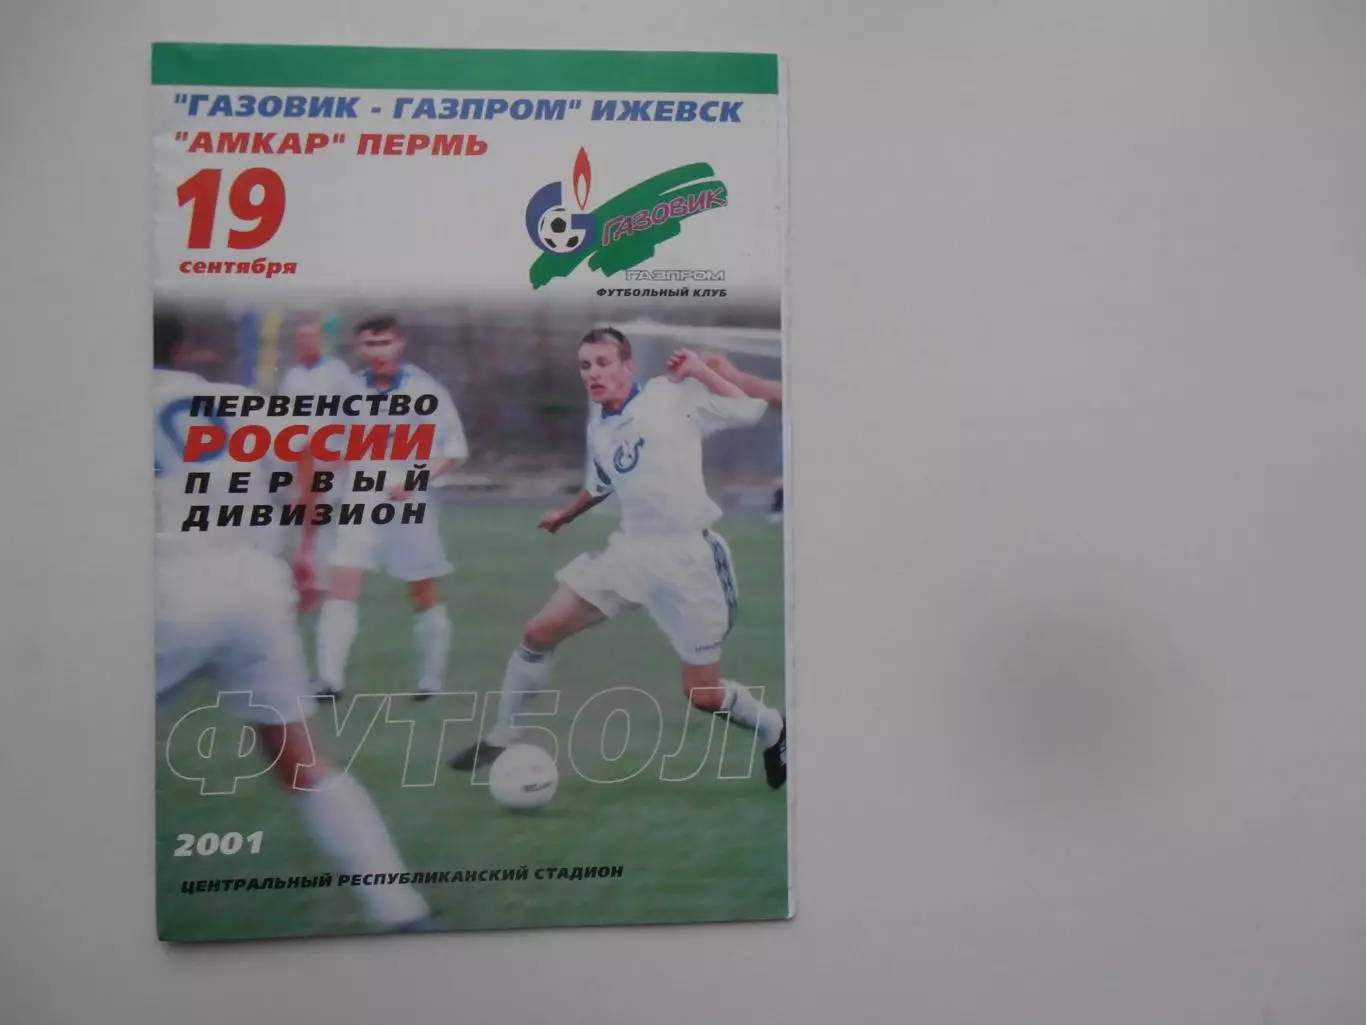 "ГАЗОВИК - ГАЗПРОМ" ИЖЕВСК
"АМКАР" ПЕРМЬ
19
сентября
ГАЗОВИК
ГАЗПРОМ
ФУТБОЛЬНЫЙ КЛУБ
ПЕРВЕНСТВО
РОССИИ
ПЕРВЫЙ
ДИВИЗИОН
ФУТБОЛ
2001
ЦЕНТРАЛЬНЫЙ РЕСПУБЛИКАНСКИЙ СТАДИОН